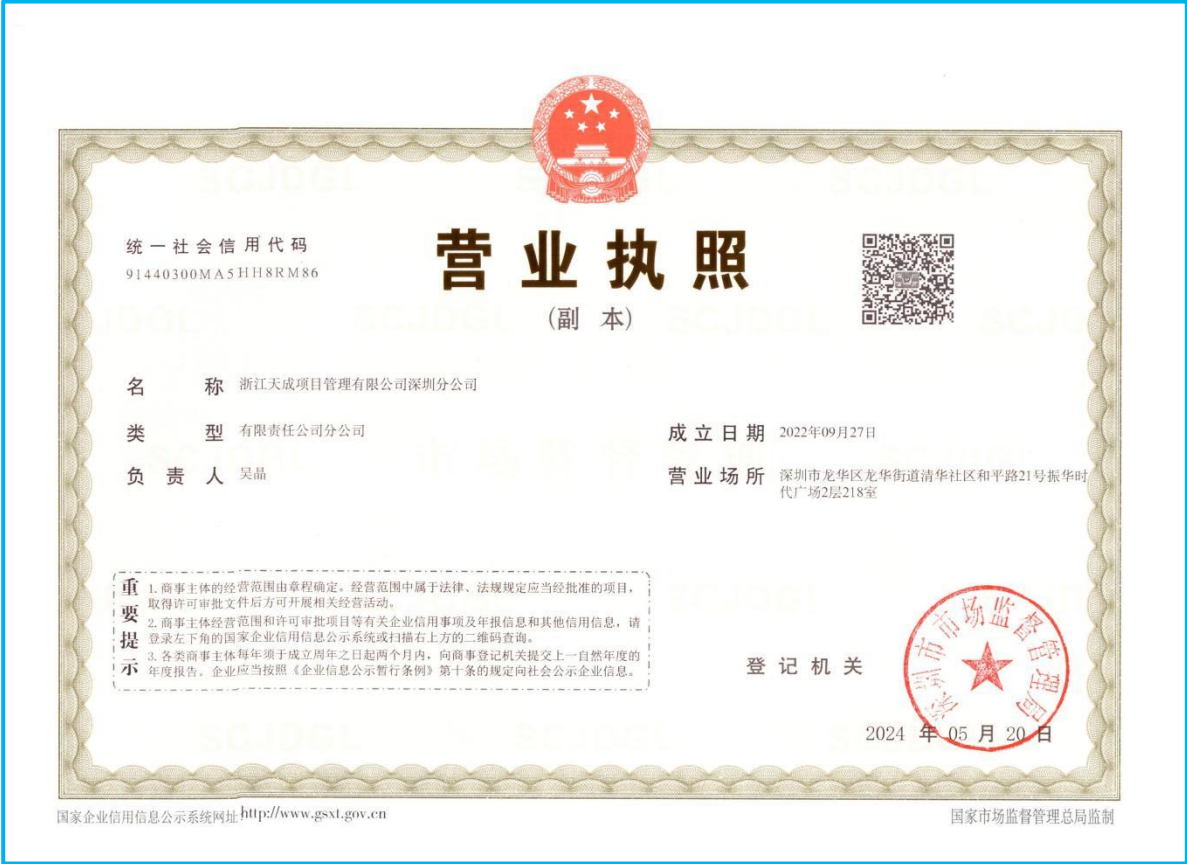 统一社会信用代码
91440300MA5HH8RM86
营业执照
(副 本)
名 称 浙江天成项目管理有限公司深圳分公司
类 型 有限责任公司分公司
成立日期 2022年09月27日
负 责 人 吴晶
营业场所 深圳市龙华区龙华街道清华社区和平路21号振华时
代广场2层218室
重要提示
1. 商事主体的经营范围由章程确定。经营范围中属于法律、法规规定应当经批准的项目,
取得许可审批文件后方可开展相关经营活动。
2. 商事主体经营范围和许可审批项目等有关企业信用事项及年报信息和其他信用信息,请
登录左下角的国家企业信用信息公示系统或扫描右上方的二维码查询。
3. 各类商事主体每年须于成立周年之日起两个月内,向商事登记机关提交上一自然年度的
年度报告。企业应当按照《企业信息公示暂行条例》第十条的规定向社会公示企业信息。
登记机关
深圳市市场监督管理局
2024 年 05 月 20 日
国家企业信用信息公示系统网址:http://www.gsxt.gov.cn
国家市场监督管理总局监制